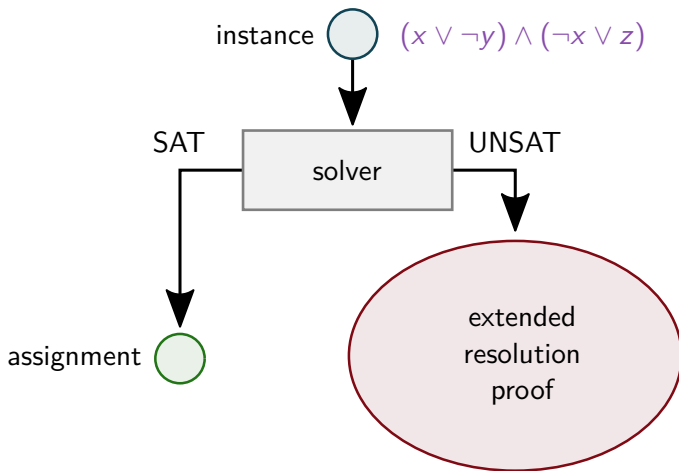 instance
(x ∨ ¬y) ∧ (¬x ∨ z)
SAT
UNSAT
solver
assignment
extended
resolution
proof